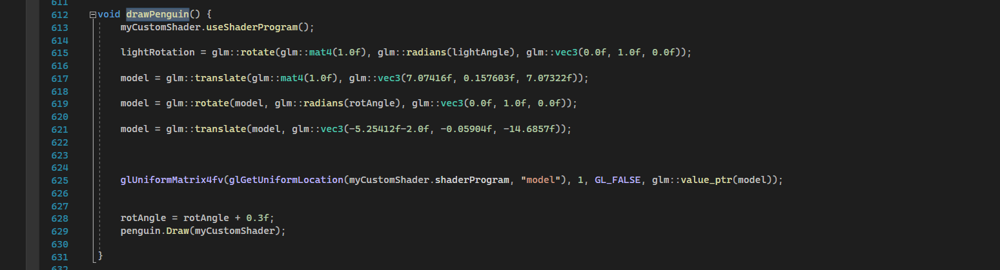 611
612 void drawPenguin() {
613 myCustomShader.useShaderProgram();
614
615 lightRotation = glm::rotate(glm::mat4(1.0f), glm::radians(lightAngle), glm::vec3(0.0f, 1.0f, 0.0f));
616
617 model = glm::translate(glm::mat4(1.0f), glm::vec3(7.07416f, 0.157603f, 7.07322f));
618
619 model = glm::rotate(model, glm::radians(rotAngle), glm::vec3(0.0f, 1.0f, 0.0f));
620
621 model = glm::translate(model, glm::vec3(-5.25412f-2.0f, -0.05904f, -14.6857f));
622
623
624
625 glUniformMatrix4fv(glGetUniformLocation(myCustomShader.shaderProgram, "model"), 1, GL_FALSE, glm::value_ptr(model));
626
627
628 rotAngle = rotAngle + 0.3f;
629 penguin.Draw(myCustomShader);
630
631 }
632